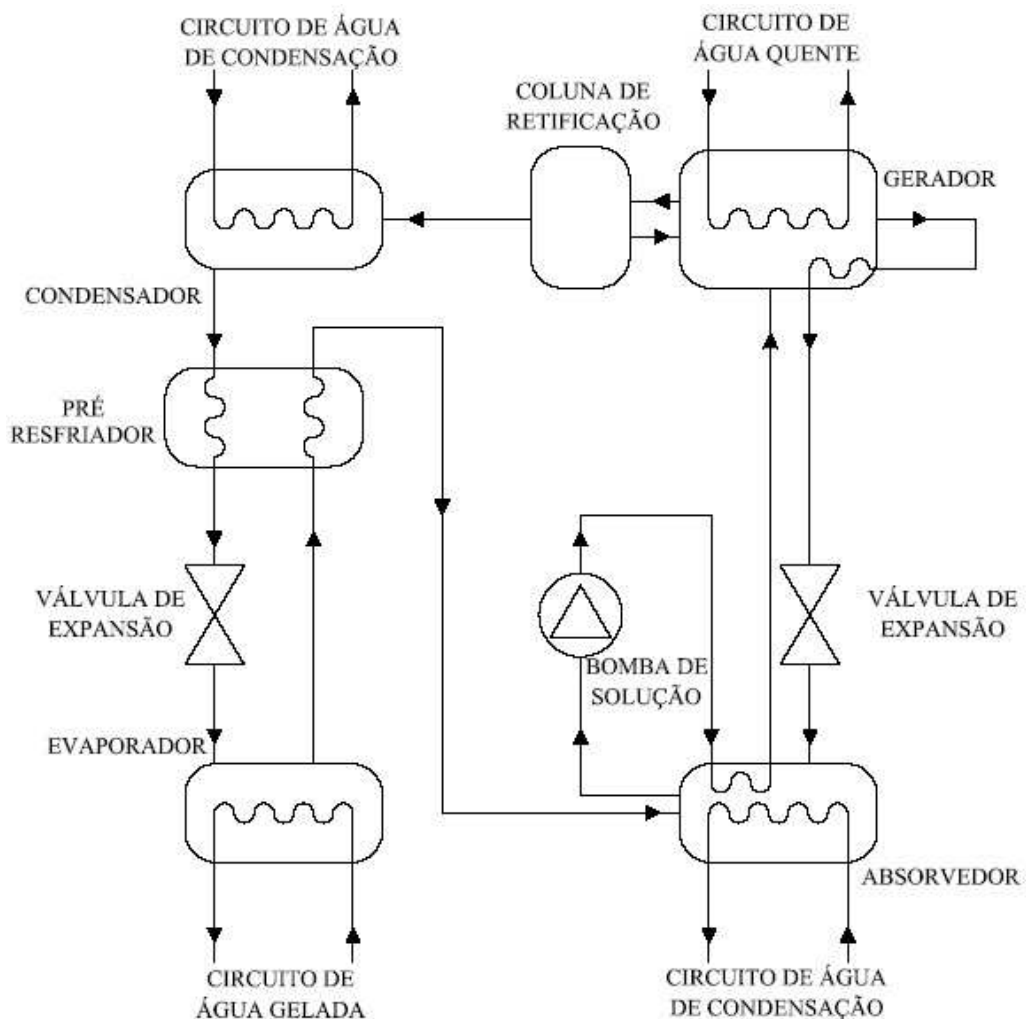 CIRCUITO DE ÁGUA
DE CONDENSAÇÃO
CIRCUITO DE
ÁGUA QUENTE
COLUNA DE
RETIFICAÇÃO
GERADOR
CONDENSADOR
PRÉ
RESFRIADOR
VÁLVULA DE
EXPANSÃO
BOMBA DE
SOLUÇÃO
VÁLVULA DE
EXPANSÃO
EVAPORADOR
ABSORVEDOR
CIRCUITO DE
ÁGUA GELADA
CIRCUITO DE ÁGUA
DE CONDENSAÇÃO